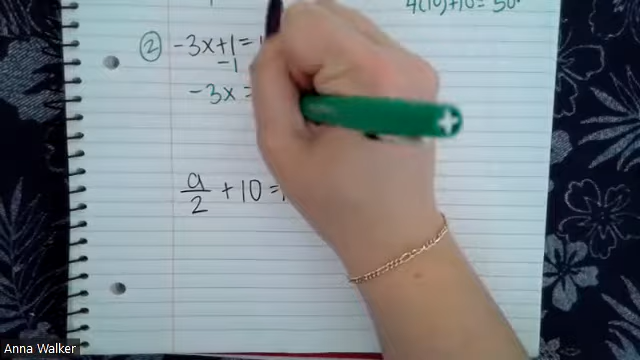 4(10)+10=50
② -3x+1=
-1
-3x=
a/2 +10=
Anna Walker